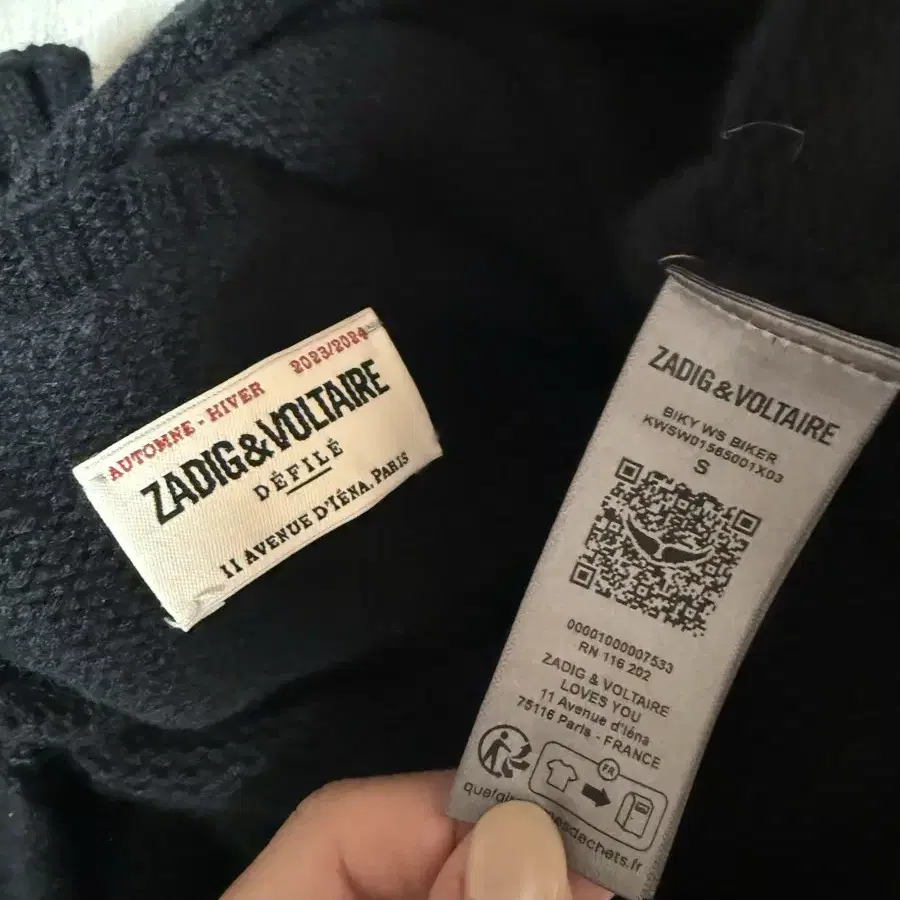 AUTOMNE - HIVER 2023/2024
ZADIG&VOLTAIRE
DÉFILÉ
11 AVENUE D'IÉNA, PARIS
ZADIG&VOLTAIRE
BIKY WS BIKER
KWSW01565001X03
S
00001000007533
RN 116 202
ZADIG & VOLTAIRE
LOVES YOU
11 Avenue d'Iéna
75116 Paris - FRANCE
FR